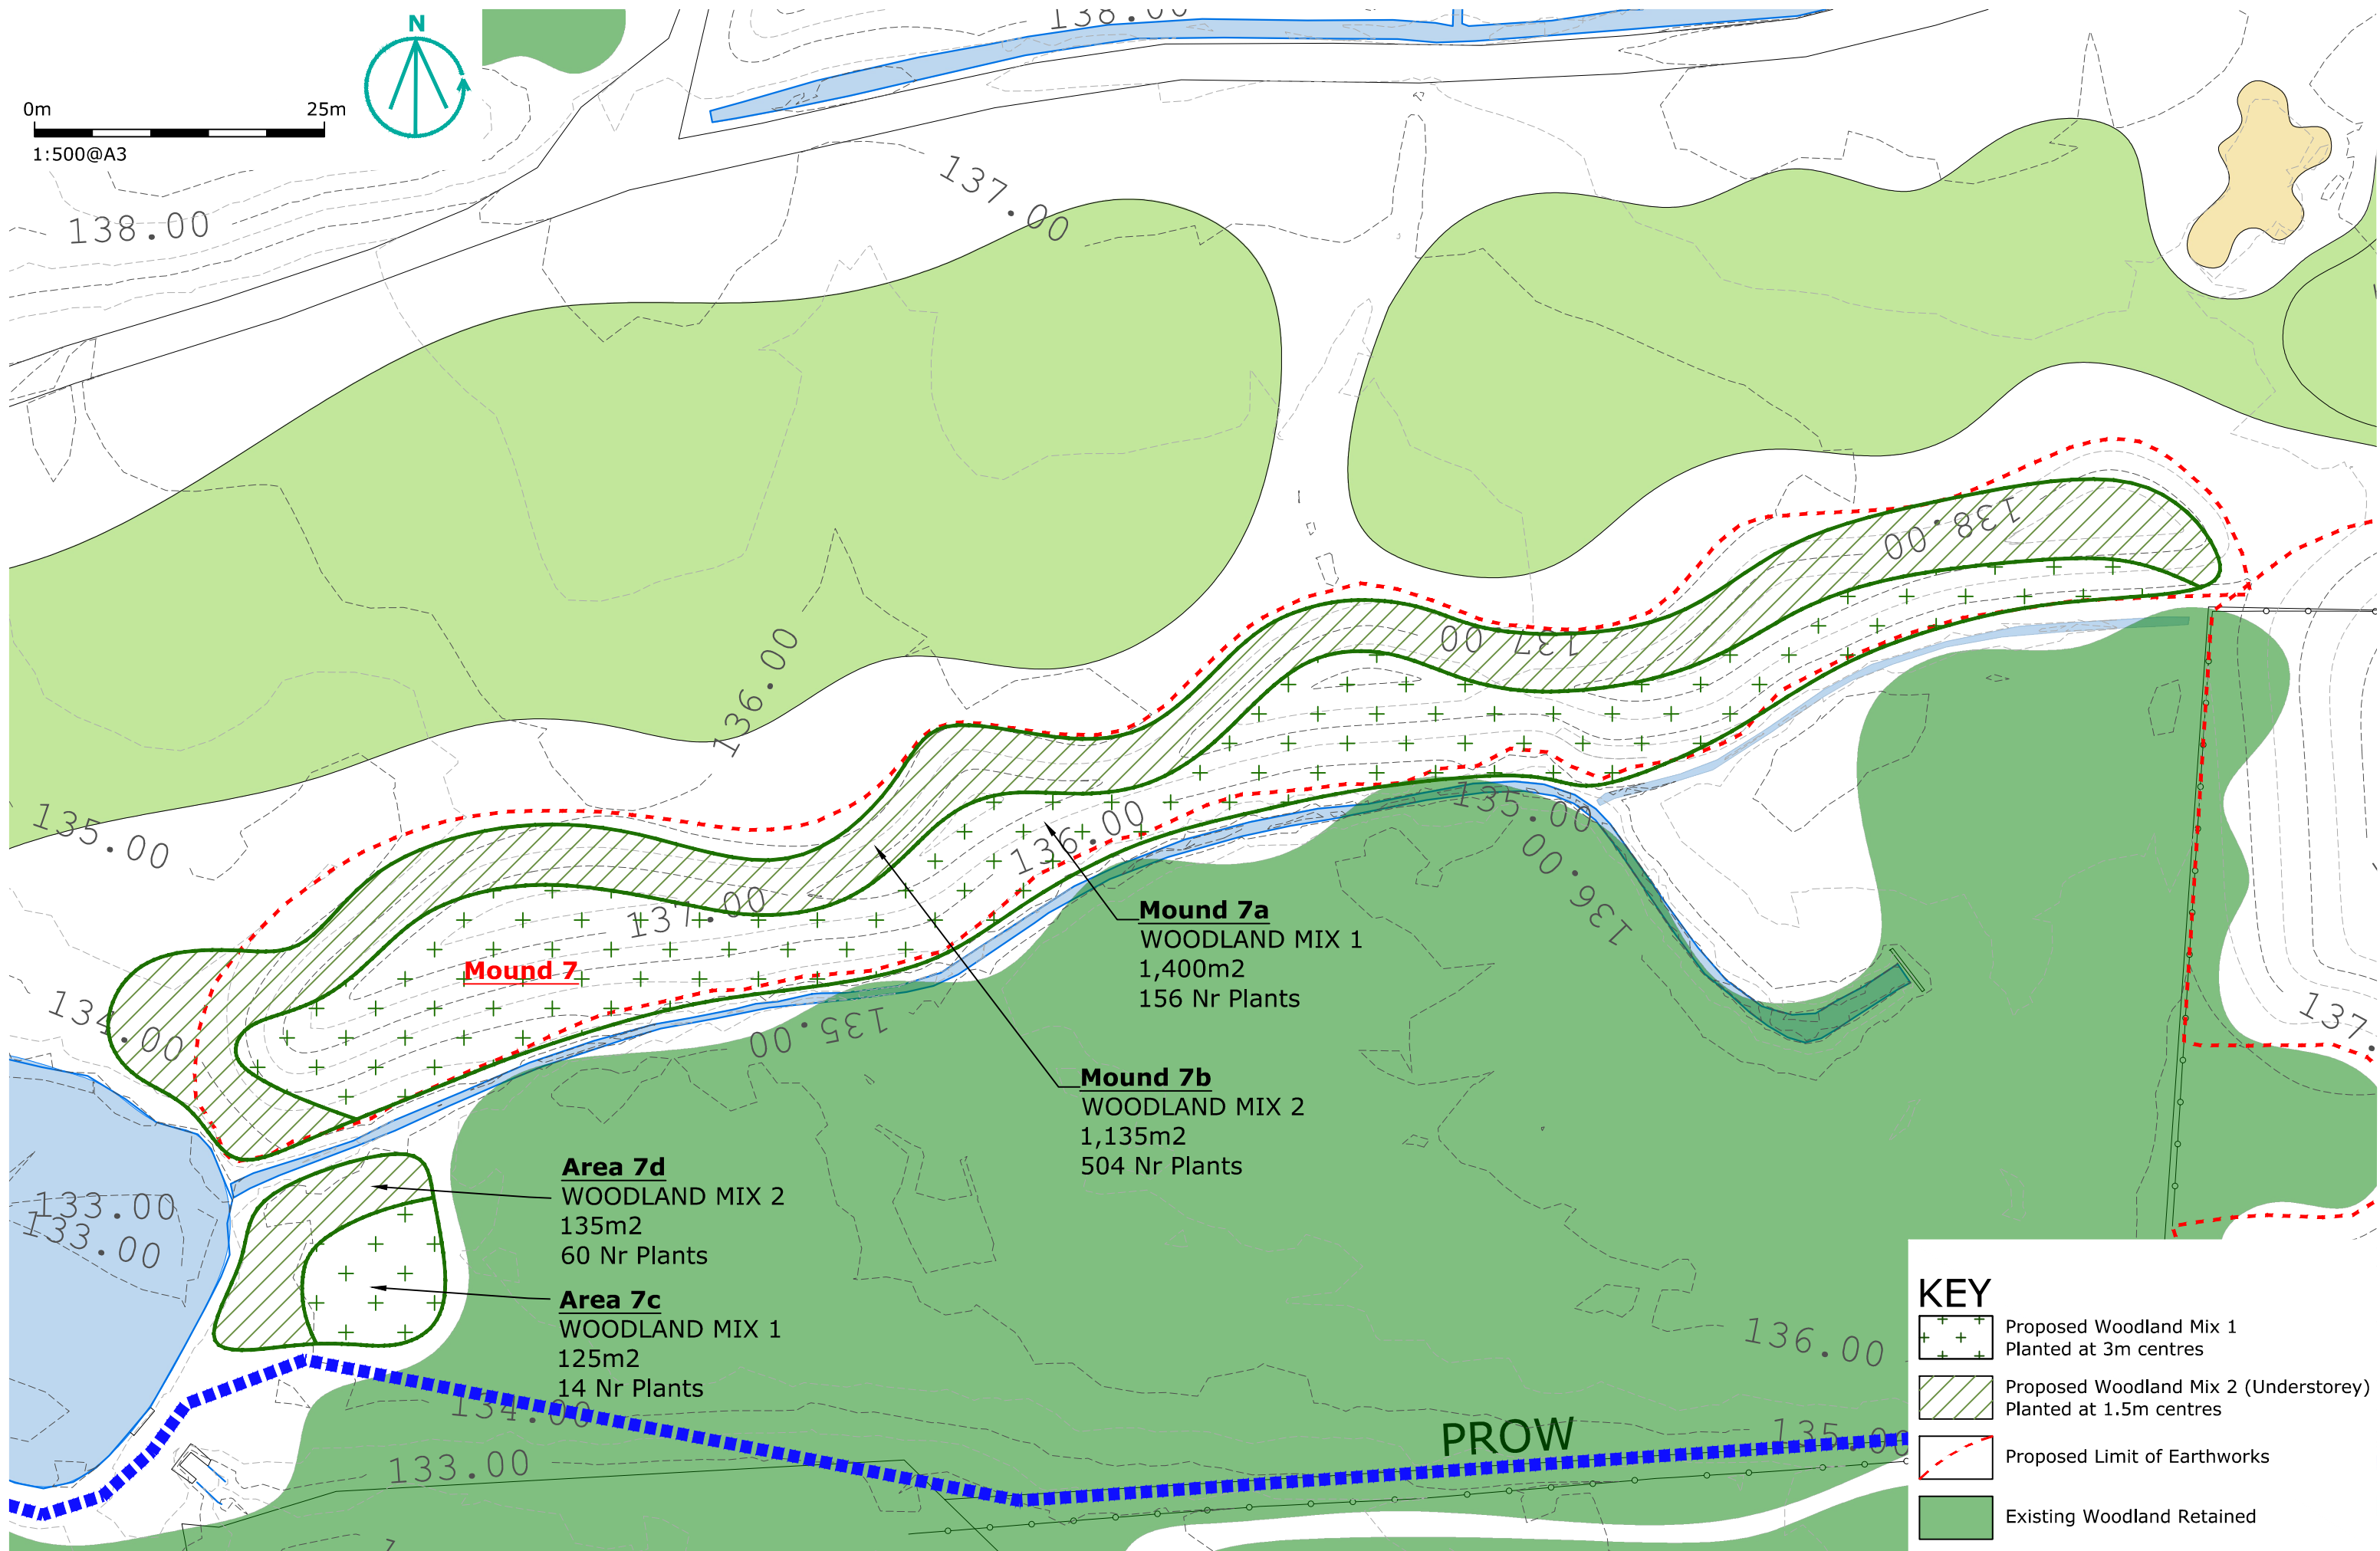 138.00
N
0m 25m
1:500@A3
137.00
138.00
138.00
137.00
136.00
135.00
135.00
136.00
136.00
137.00
Mound 7a
WOODLAND MIX 1
1,400m2
156 Nr Plants
Mound 7
134.00
135.00
137.
Mound 7b
WOODLAND MIX 2
1,135m2
504 Nr Plants
Area 7d
WOODLAND MIX 2
135m2
60 Nr Plants
133.00
133.00
Area 7c
WOODLAND MIX 1
125m2
14 Nr Plants
134.00
133.00
136.00
PROW
135.00
KEY
Proposed Woodland Mix 1
Planted at 3m centres
Proposed Woodland Mix 2 (Understorey)
Planted at 1.5m centres
Proposed Limit of Earthworks
Existing Woodland Retained